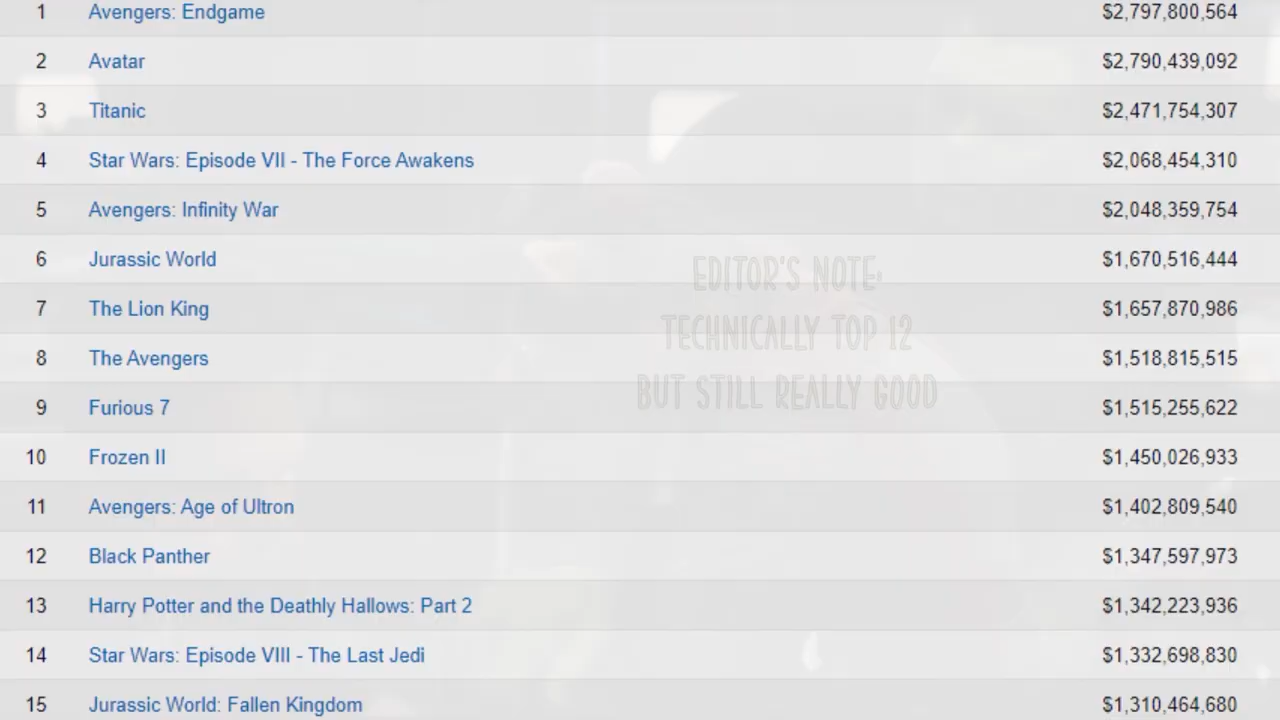 1 Avengers: Endgame $2,797,800,564
2 Avatar $2,790,439,092
3 Titanic $2,471,754,307
4 Star Wars: Episode VII - The Force Awakens $2,068,454,310
5 Avengers: Infinity War $2,048,359,754
6 Jurassic World $1,670,516,444
EDITOR'S NOTE:
7 The Lion King $1,657,870,986
TECHNICALLY TOP 12
8 The Avengers $1,518,815,515
BUT STILL REALLY GOOD
9 Furious 7 $1,515,255,622
10 Frozen II $1,450,026,933
11 Avengers: Age of Ultron $1,402,809,540
12 Black Panther $1,347,597,973
13 Harry Potter and the Deathly Hallows: Part 2 $1,342,223,936
14 Star Wars: Episode VIII - The Last Jedi $1,332,698,830
15 Jurassic World: Fallen Kingdom $1,310,464,680